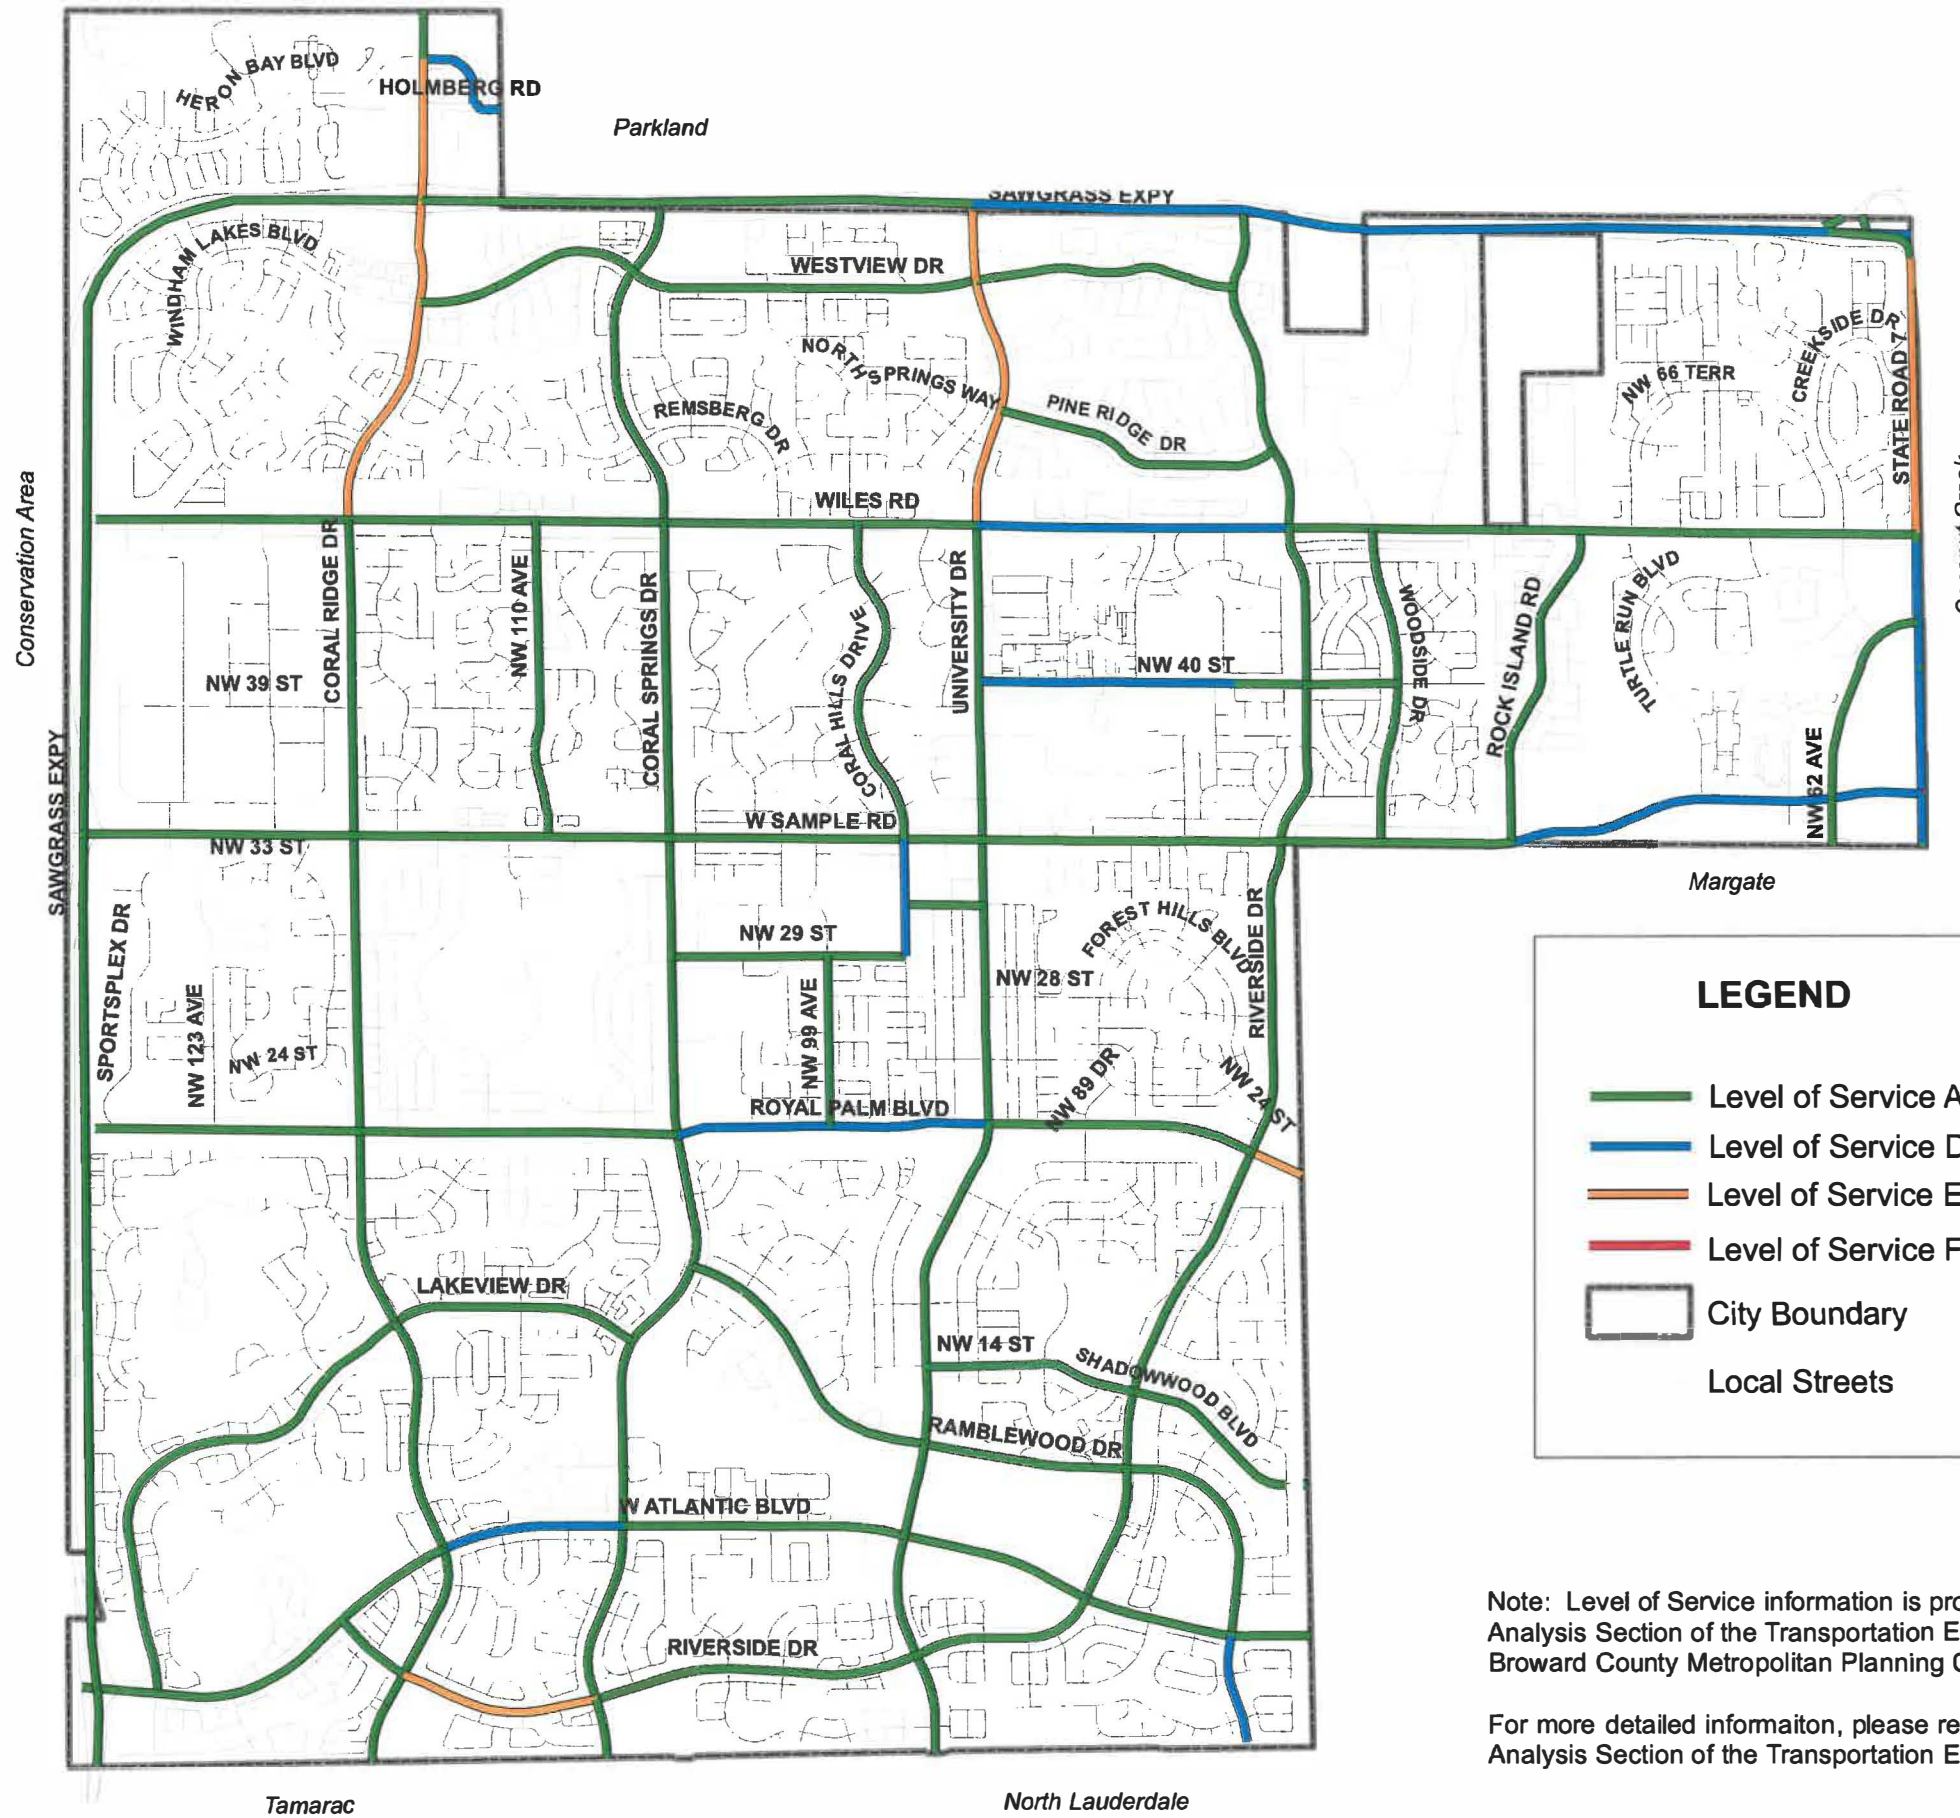 HERON BAY BLVD
HOLMBERG RD
Parkland
SAWGRASS EXPY
WINDHAM LAKES BLVD
WESTVIEW DR
NORTH SPRINGS WAY
PINE RIDGE DR
REMSBERG DR
NW 66 TERR
CREEKSIDE DR
STATE ROAD 7
Conservation Area
WILES RD
CORAL RIDGE DR
NW 110 AVE
CORAL SPRINGS DR
CORAL HILLS DRIVE
UNIVERSITY DR
NW 40 ST
WOODSIDE DR
ROCK ISLAND RD
TURTLE RUN BLVD
NW 62 AVE
NW 39 ST
SAWGRASS EXPY
W SAMPLE RD
NW 33 ST
Margate
SPORTSPLEX DR
NW 123 AVE
NW 24 ST
NW 29 ST
NW 99 AVE
NW 28 ST
FOREST HILLS BLVD
RIVERSIDE DR
NW 89 DR
NW 24 ST
ROYAL PALM BLVD
LAKEVIEW DR
NW 14 ST
SHADOWWOOD BLVD
RAMBLEWOOD DR
W ATLANTIC BLVD
RIVERSIDE DR
Tamarac
North Lauderdale
LEGEND
Level of Service A
Level of Service D
Level of Service E
Level of Service F
City Boundary
Local Streets
Note: Level of Service information is pro
Analysis Section of the Transportation E
Broward County Metropolitan Planning
For more detailed informaiton, please re
Analysis Section of the Transportation E